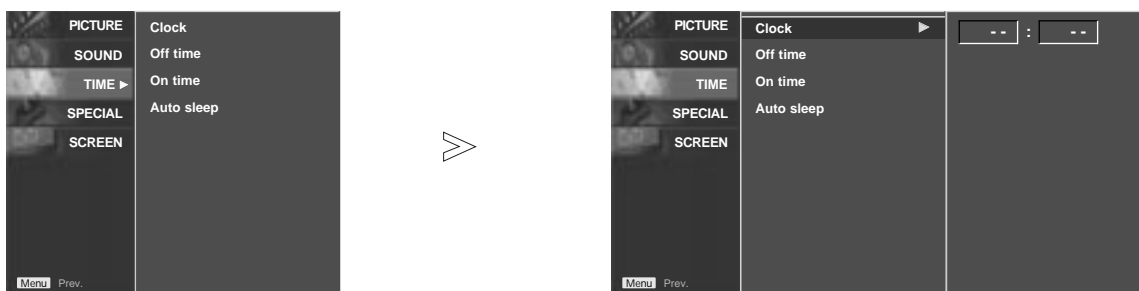 PICTURE
SOUND
TIME ►
SPECIAL
SCREEN
Clock
Off time
On time
Auto sleep
Menu Prev.
PICTURE
SOUND
TIME
SPECIAL
SCREEN
Clock ►
Off time
On time
Auto sleep
- - : - -
Menu Prev.